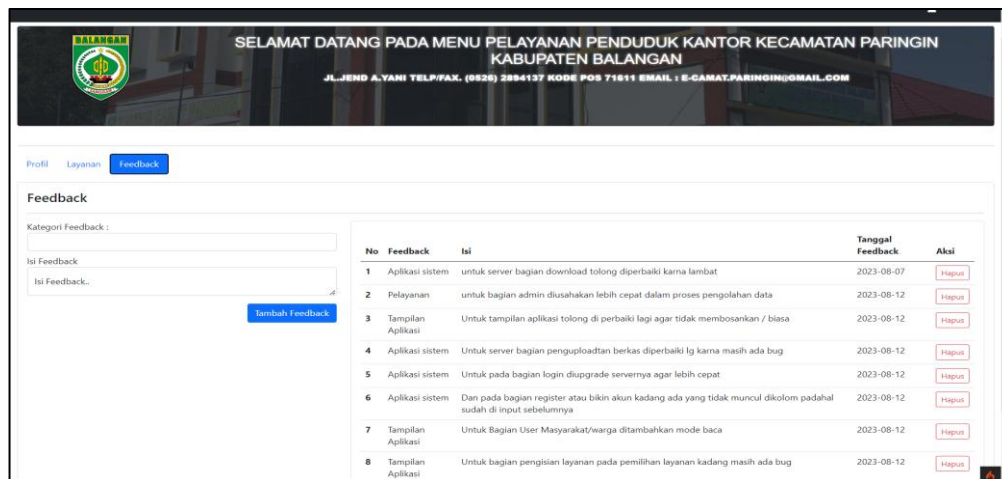 BALANGAN
SELAMAT DATANG PADA MENU PELAYANAN PENDUDUK KANTOR KECAMATAN PARINGIN
KABUPATEN BALANGAN
JL.JEND A.YANI TELP/FAX. (0526) 2894137 KODE POS 71611 EMAIL : E-CAMAT.PARINGIN@GMAIL.COM
Profil Layanan Feedback
Feedback
Kategori Feedback :
Isi Feedback
Isi Feedback..
Tambah Feedback
No Feedback Isi Tanggal Feedback Aksi
1 Aplikasi sistem untuk server bagian download tolong diperbaiki karna lambat 2023-08-07 Hapus
2 Pelayanan untuk bagian admin diusahakan lebih cepat dalam proses pengolahan data 2023-08-12 Hapus
3 Tampilan Aplikasi Untuk tampilan aplikasi tolong di perbaiki lagi agar tidak membosankan / biasa 2023-08-12 Hapus
4 Aplikasi sistem Untuk server bagian penguploadtan berkas diperbaiki lg karna masih ada bug 2023-08-12 Hapus
5 Aplikasi sistem Untuk pada bagian login diupgrade servernya agar lebih cepat 2023-08-12 Hapus
6 Aplikasi sistem Dan pada bagian register atau bikin akun kadang ada yang tidak muncul dikolom padahal
sudah di input sebelumnya 2023-08-12 Hapus
7 Tampilan Aplikasi Untuk Bagian User Masyarakat/warga ditambahkan mode baca 2023-08-12 Hapus
8 Tampilan Aplikasi Untuk bagian pengisian layanan pada pemilihan layanan kadang masih ada bug 2023-08-12 Hapus